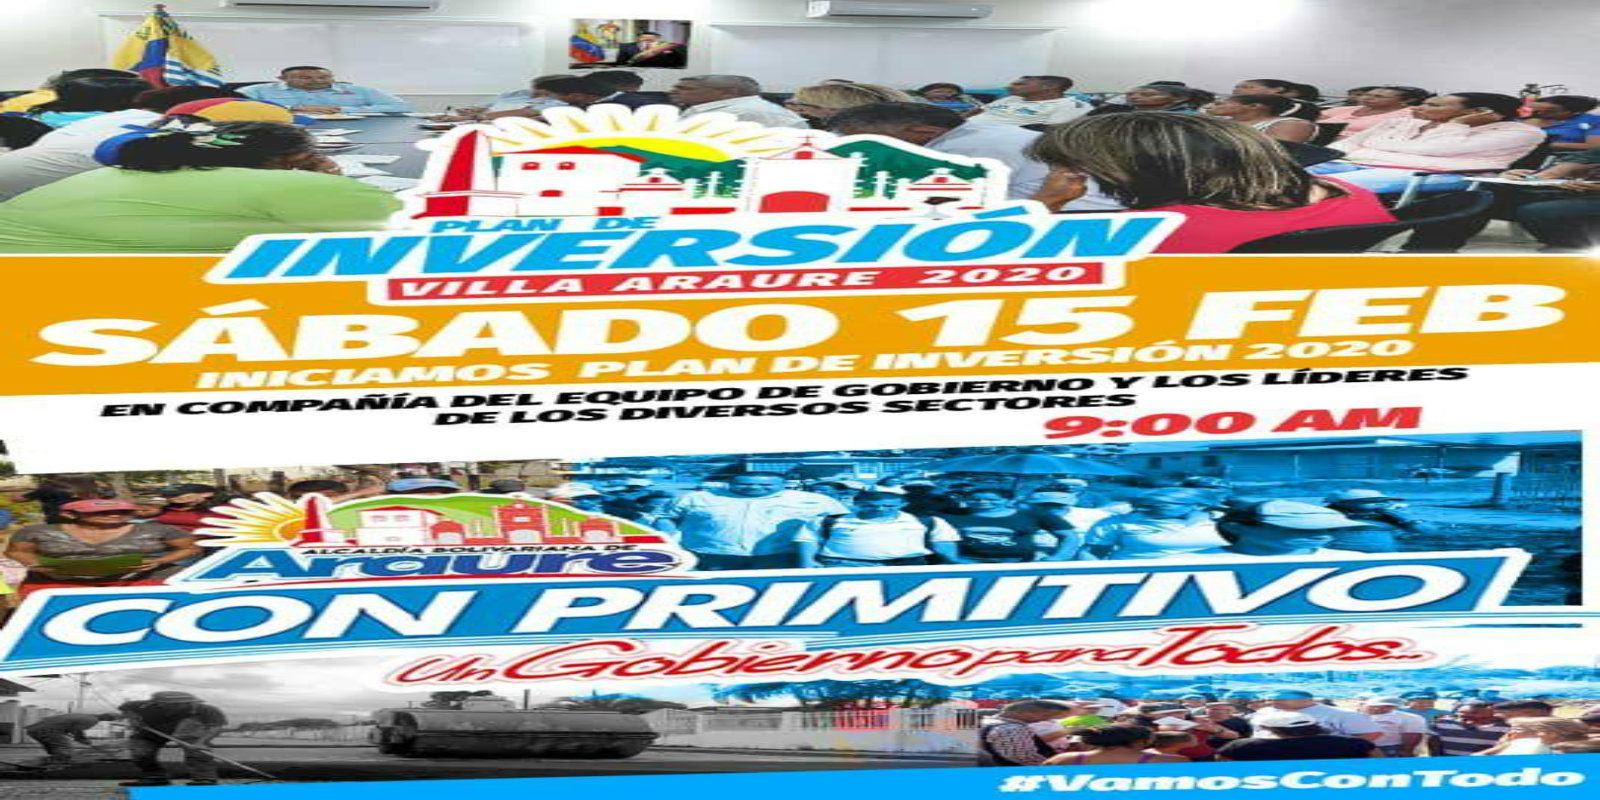 PLAN DE
INVERSIÓN
VILLA ARAURE 2020
SÁBADO 15 FEB
INICIAMOS PLAN DE INVERSIÓN 2020
EN COMPAÑÍA DEL EQUIPO DE GOBIERNO Y LOS LÍDERES
DE LOS DIVERSOS SECTORES
9:00 AM
ALCALDÍA BOLIVARIANA DE
Araure
CON PRIMITIVO
Un Gobierno para Todos...
#VamosConTodo